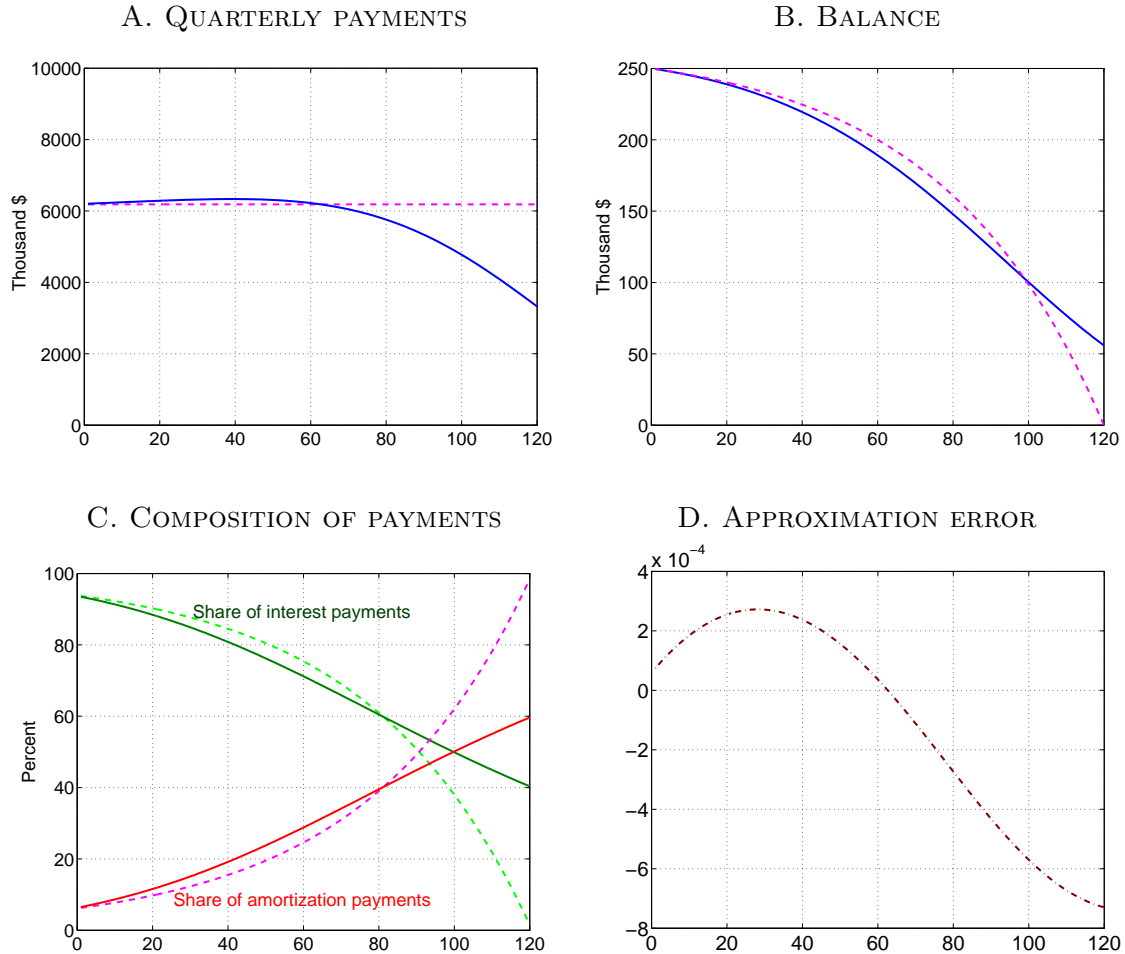 A. QUARTERLY PAYMENTS
Thousand $
10000
8000
6000
4000
2000
0
0 20 40 60 80 100 120
B. BALANCE
Thousand $
250
200
150
100
50
0
0 20 40 60 80 100 120
C. COMPOSITION OF PAYMENTS
Percent
100
80
60
40
20
0
Share of interest payments
Share of amortization payments
0 20 40 60 80 100 120
D. APPROXIMATION ERROR
x 10⁻⁴
4
2
0
−2
−4
−6
−8
0 20 40 60 80 100 120